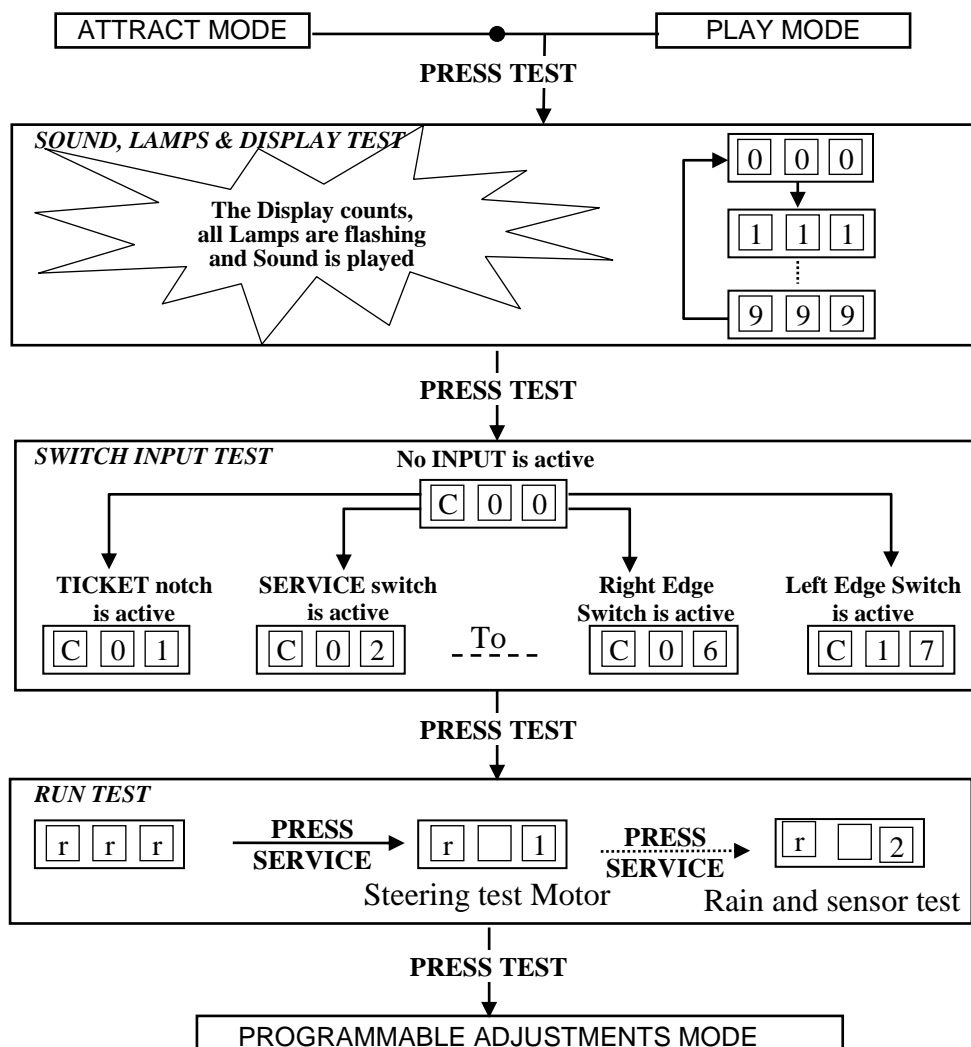 ATTRACT MODE
PLAY MODE
PRESS TEST
SOUND, LAMPS & DISPLAY TEST
The Display counts,
all Lamps are flashing
and Sound is played
0 0 0
1 1 1
9 9 9
PRESS TEST
SWITCH INPUT TEST
No INPUT is active
C 0 0
TICKET notch
is active
C 0 1
SERVICE switch
is active
C 0 2
To
Right Edge
Switch is active
C 0 6
Left Edge Switch
is active
C 1 7
PRESS TEST
RUN TEST
r r r
PRESS
SERVICE
r 1
Steering test Motor
PRESS
SERVICE
r 2
Rain and sensor test
PRESS TEST
PROGRAMMABLE ADJUSTMENTS MODE